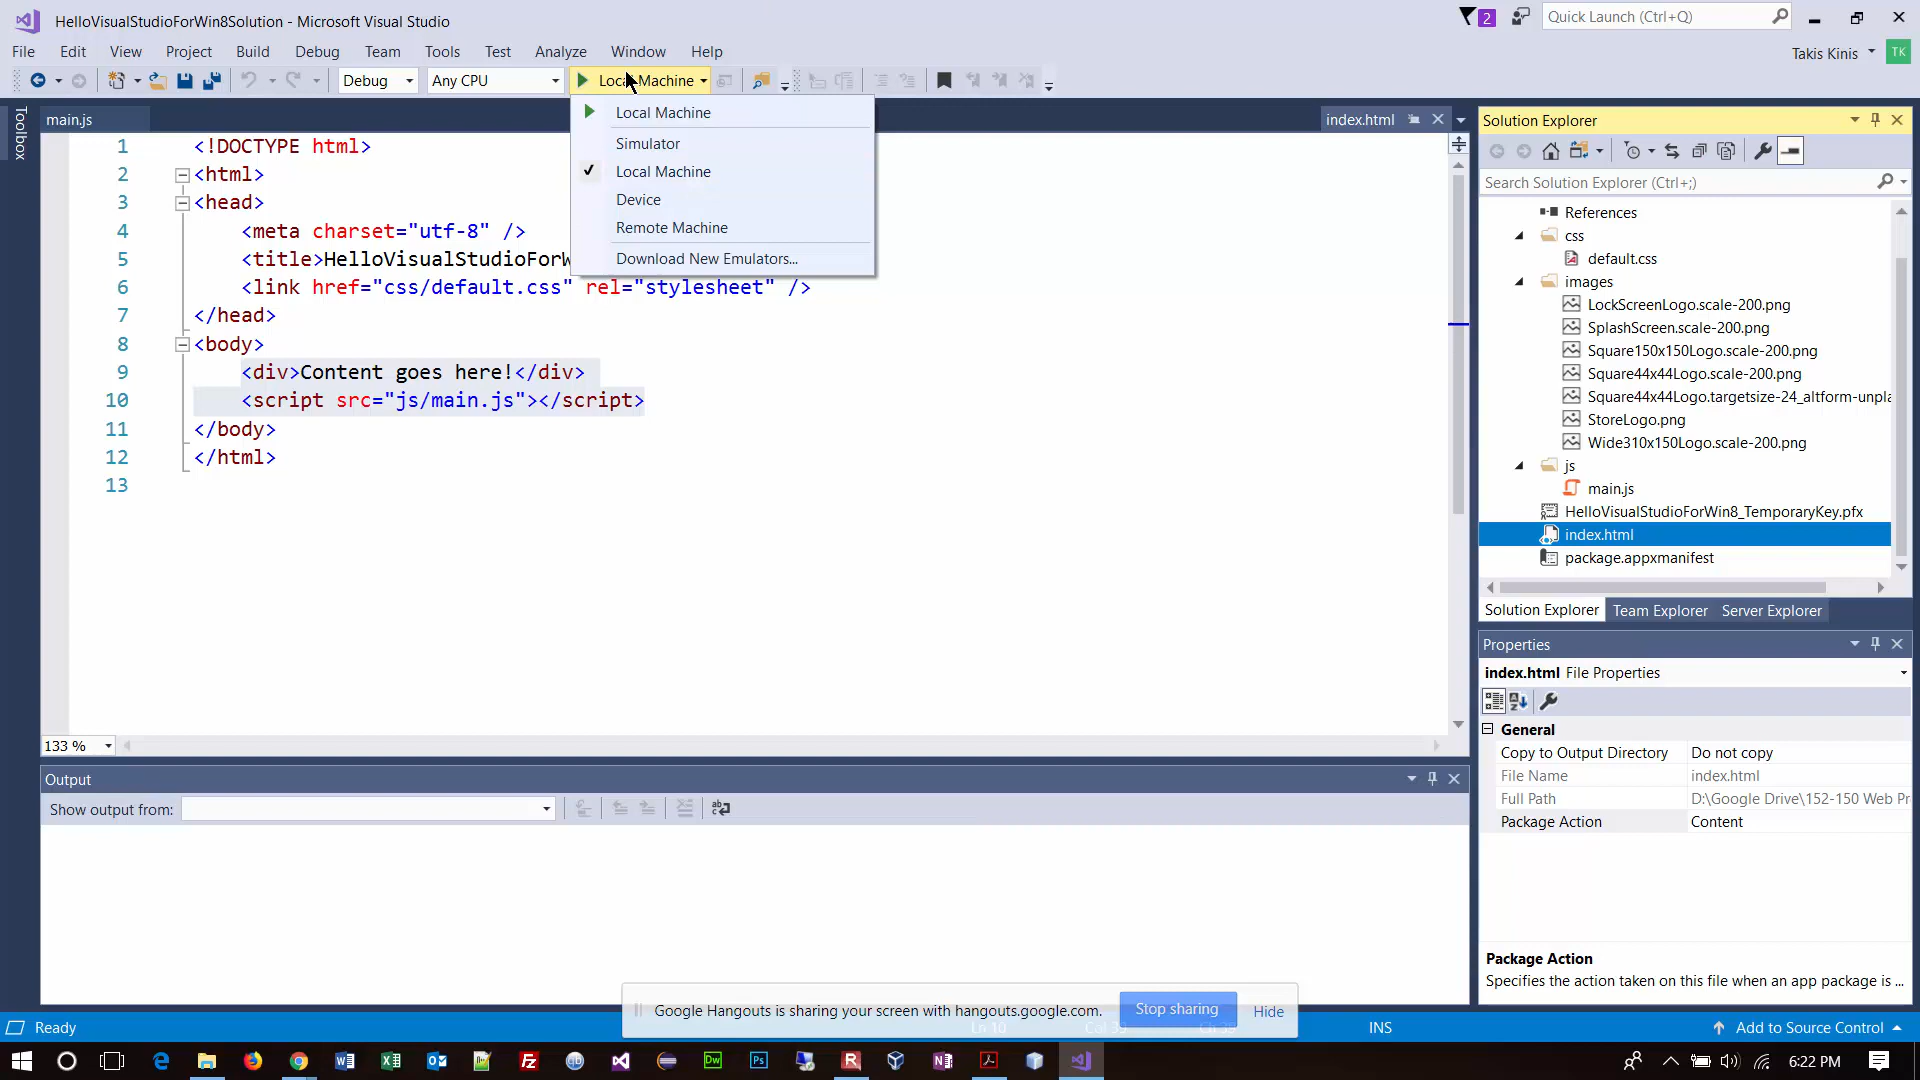 HelloVisualStudioForWin8Solution - Microsoft Visual Studio
2
Quick Launch (Ctrl+Q)
File Edit View Project Build Debug Team Tools Test Analyze Window Help
Takis Kinis
TK
Debug
Any CPU
Local Machine
Toolbox
main.js
index.html
Local Machine
Simulator
Local Machine
Device
Remote Machine
Download New Emulators...
1 <!DOCTYPE html>
2 <html>
3 <head>
4 <meta charset="utf-8" />
5 <title>HelloVisualStudioForW
6 <link href="css/default.css" rel="stylesheet" />
7 </head>
8 <body>
9 <div>Content goes here!</div>
10 <script src="js/main.js"></script>
11 </body>
12 </html>
13
133 %
Solution Explorer
Search Solution Explorer (Ctrl+;)
References
css
default.css
images
LockScreenLogo.scale-200.png
SplashScreen.scale-200.png
Square150x150Logo.scale-200.png
Square44x44Logo.scale-200.png
Square44x44Logo.targetsize-24_altform-unpla
StoreLogo.png
Wide310x150Logo.scale-200.png
js
main.js
HelloVisualStudioForWin8_TemporaryKey.pfx
index.html
package.appxmanifest
Solution Explorer Team Explorer Server Explorer
Properties
index.html File Properties
General
Copy to Output Directory Do not copy
File Name index.html
Full Path D:\Google Drive\152-150 Web Pr
Package Action Content
Package Action
Specifies the action taken on this file when an app package is ...
Output
Show output from:
Google Hangouts is sharing your screen with hangouts.google.com.
Stop sharing
Hide
Ready
Ln 10
INS
Add to Source Control
6:22 PM